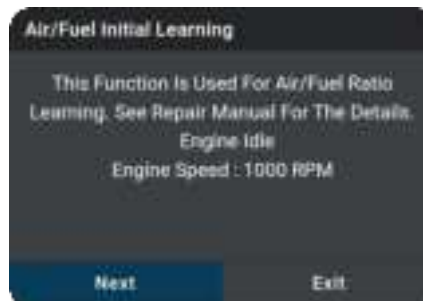 Air/Fuel Initial Learning
This Function Is Used For Air/Fuel Ratio
Learning. See Repair Manual For The Details.
Engine Idle
Engine Speed : 1000 RPM
Next
Exit